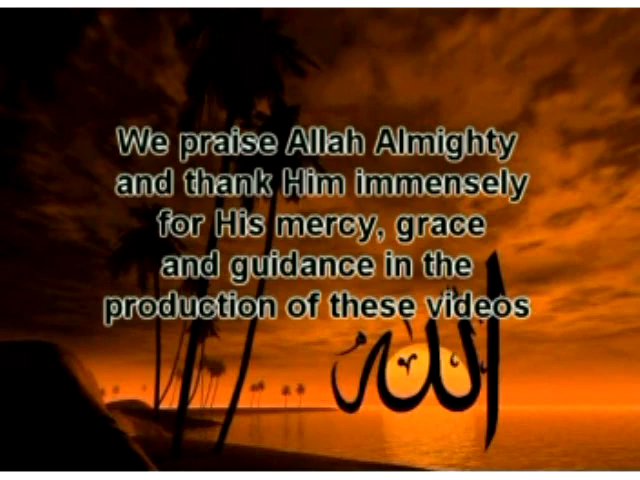 We praise Allah Almighty
and thank Him immensely
for His mercy, grace
and guidance in the
production of these videos
الله